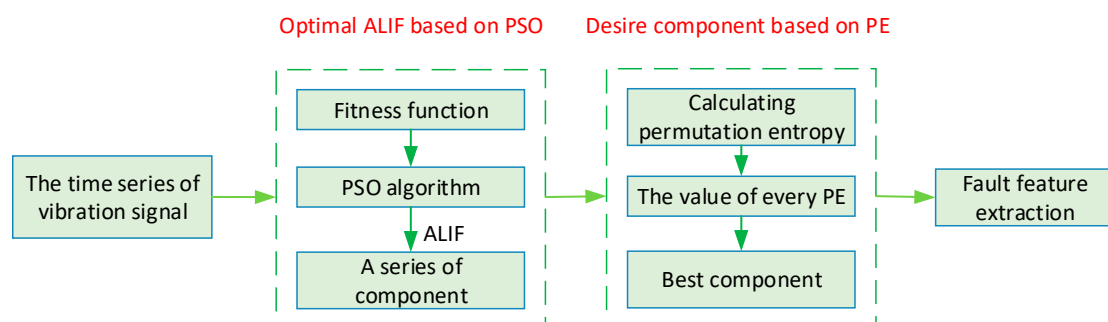 Optimal ALIF based on PSO
Desire component based on PE
The time series of
vibration signal
Fitness function
PSO algorithm
ALIF
A series of
component
Calculating
permutation entropy
The value of every PE
Best component
Fault feature
extraction